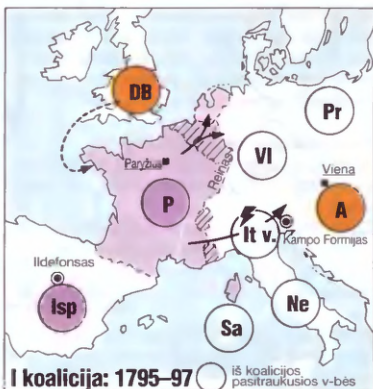 DB
Pr
Paryžius
Reinas
Vl
Viena
P
A
It v.
Kampo Formijas
Ildefonsas
Isp
Sa
Ne
I koalicija: 1795–97
iš koalicijos
pasitraukusios v-bės